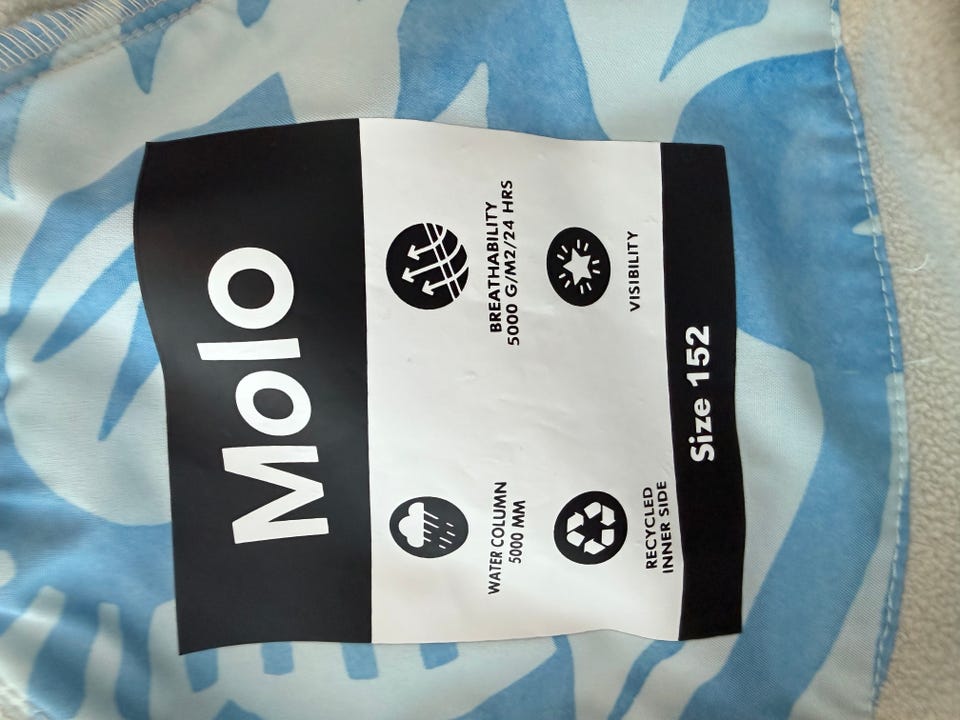 Molo
WATER COLUMN
5000 MM
BREATHABILITY
5000 G/M2/24 HRS
RECYCLED
INNER SIDE
VISIBILITY
Size 152